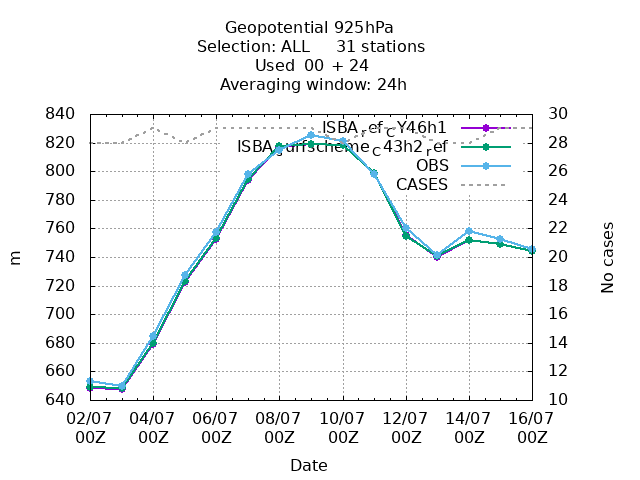 Geopotential 925hPa
Selection: ALL 31 stations
Used 00 + 24
Averaging window: 24h
840 30
ISBA_ref_CY46h1
820 28
ISBA_surfscheme_C43h2_ref
OBS
800 26
CASES
780 24
760 22
740 20
720 18
700 16
680 14
660 12
640 10
m
No cases
02/07 04/07 06/07 08/07 10/07 12/07 14/07 16/07
00Z 00Z 00Z 00Z 00Z 00Z 00Z 00Z
Date